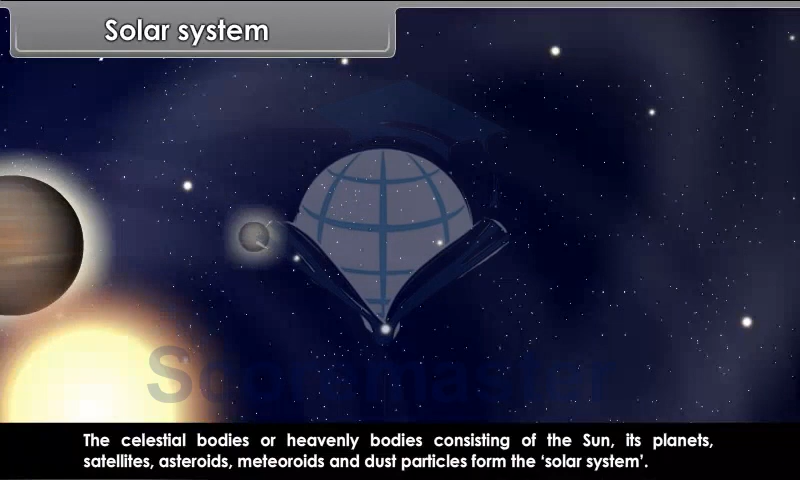 Solar system
Scoremaster
The celestial bodies or heavenly bodies consisting of the Sun, its planets,
satellites, asteroids, meteoroids and dust particles form the ‘solar system’.